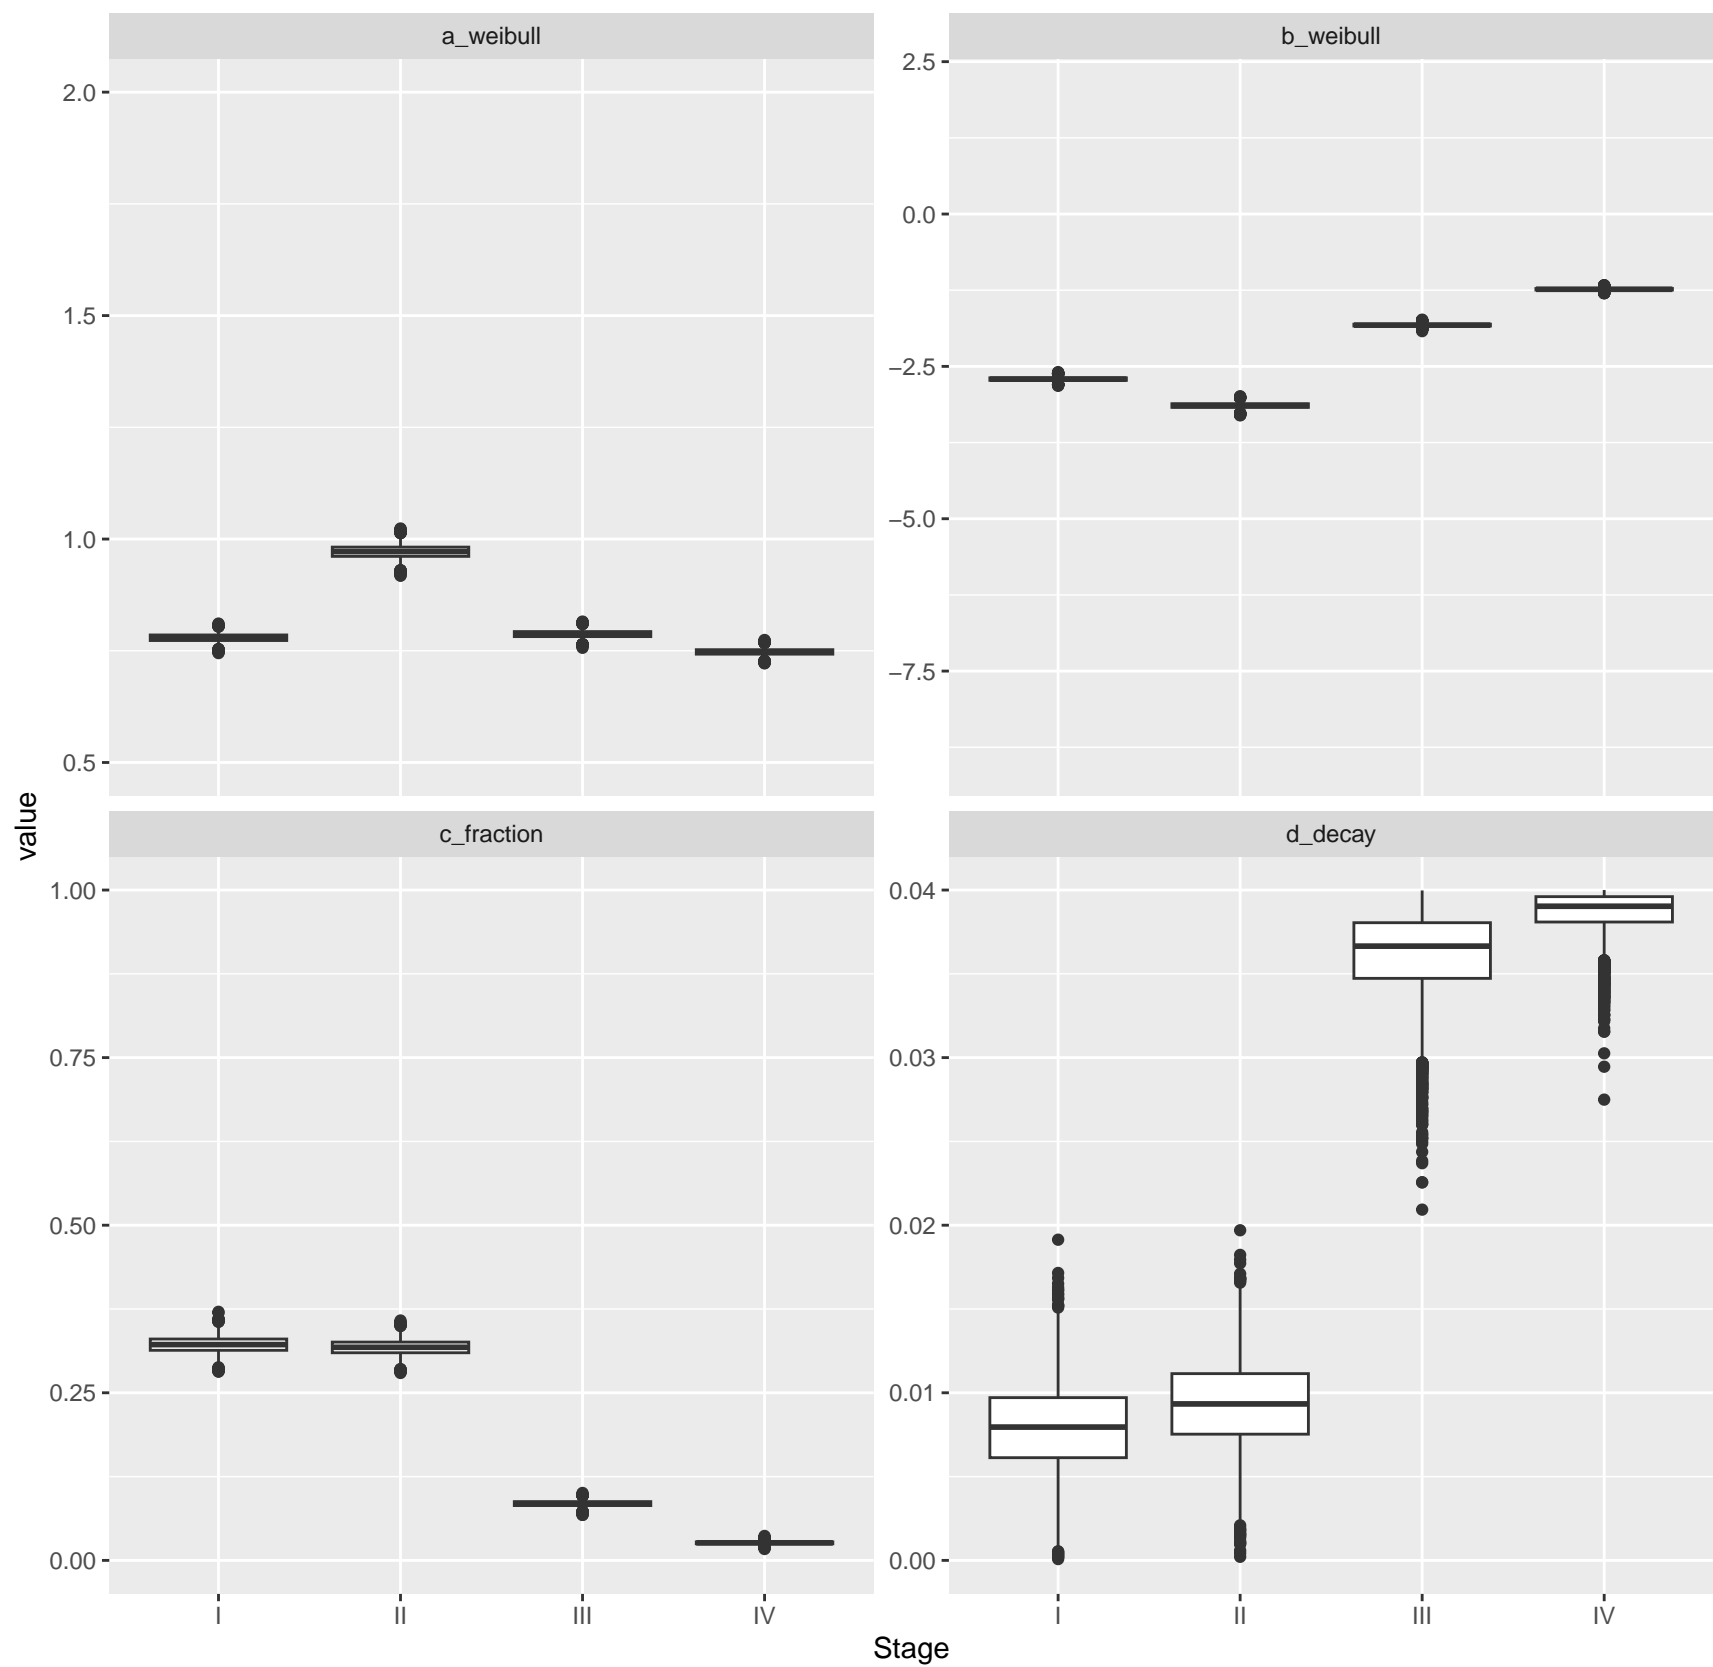 a_weibull
b_weibull
2.0
1.5
1.0
0.5
2.5
0.0
−2.5
−5.0
−7.5
value
c_fraction
d_decay
1.00
0.75
0.50
0.25
0.00
0.04
0.03
0.02
0.01
0.00
I II III IV
I II III IV
Stage